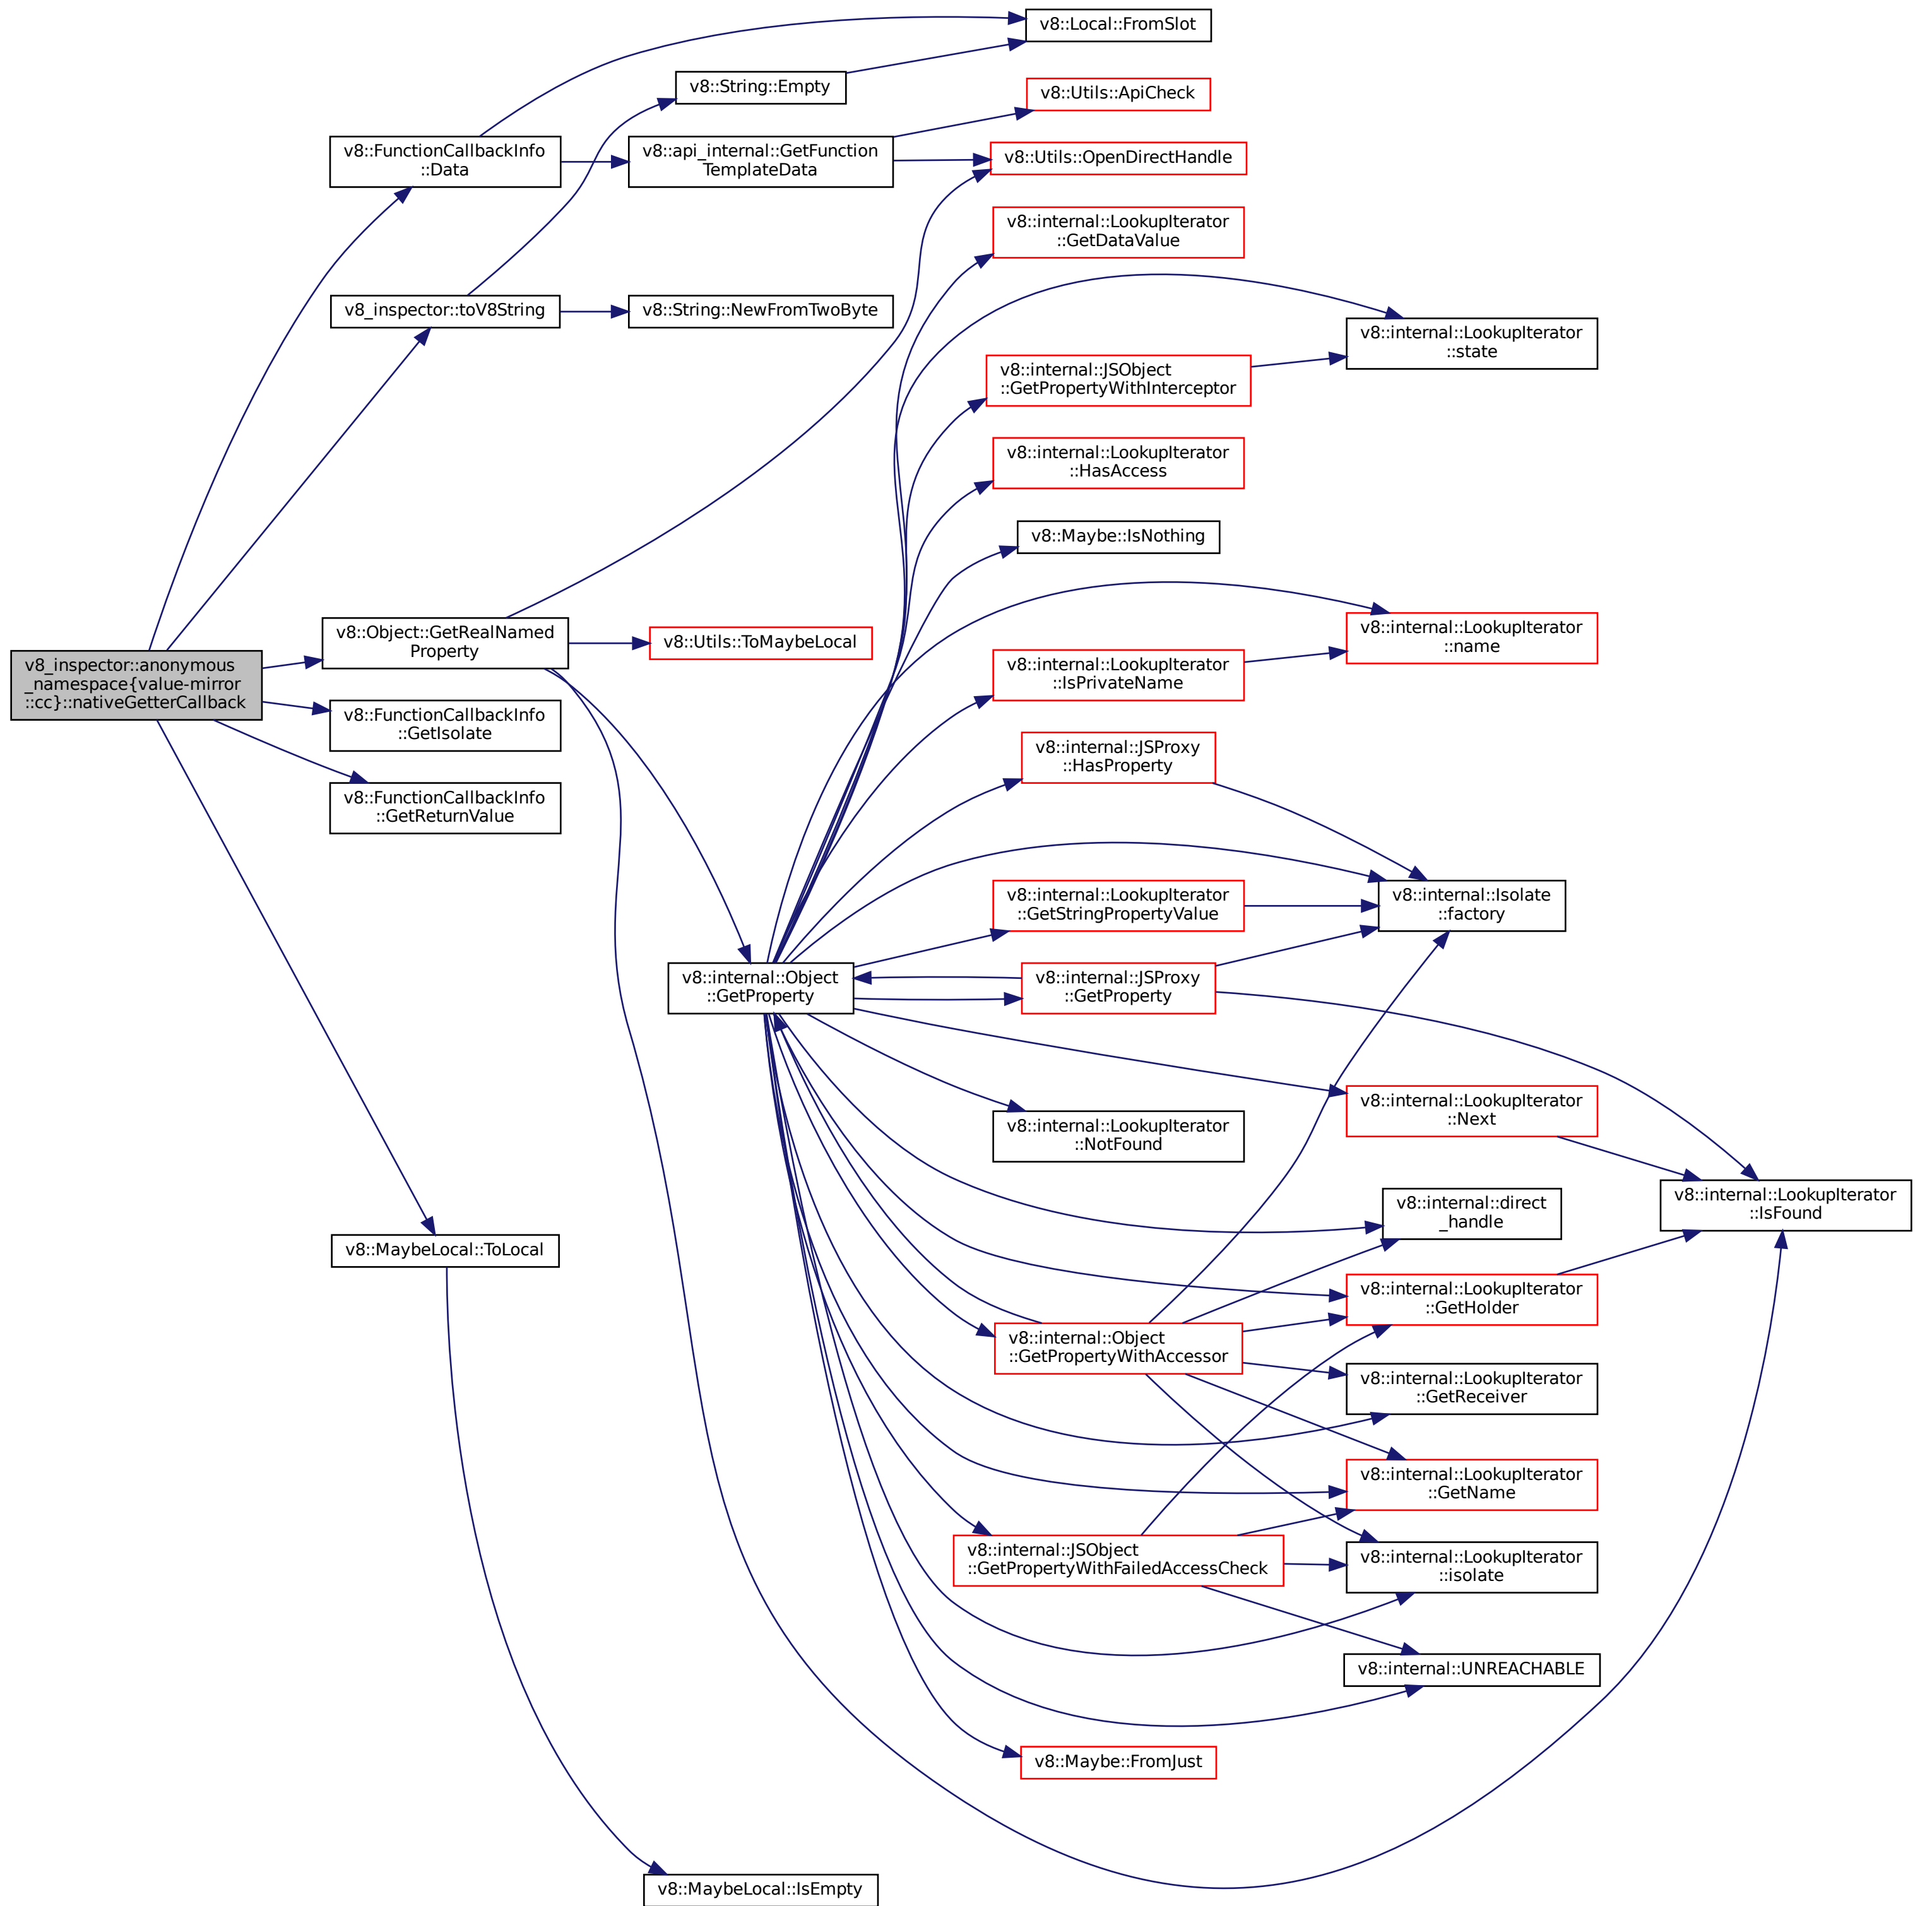 v8_inspector::anonymous
_namespace{value-mirror
::cc}::nativeGetterCallback
v8::FunctionCallbackInfo
::Data
v8_inspector::toV8String
v8::Object::GetRealNamed
Property
v8::FunctionCallbackInfo
::GetIsolate
v8::FunctionCallbackInfo
::GetReturnValue
v8::MaybeLocal::ToLocal
v8::String::Empty
v8::api_internal::GetFunction
TemplateData
v8::String::NewFromTwoByte
v8::Utils::ToMaybeLocal
v8::internal::Object
::GetProperty
v8::MaybeLocal::IsEmpty
v8::Local::FromSlot
v8::Utils::ApiCheck
v8::Utils::OpenDirectHandle
v8::internal::LookupIterator
::GetDataValue
v8::internal::JSObject
::GetPropertyWithInterceptor
v8::internal::LookupIterator
::HasAccess
v8::Maybe::IsNothing
v8::internal::LookupIterator
::IsPrivateName
v8::internal::JSProxy
::HasProperty
v8::internal::LookupIterator
::GetStringPropertyValue
v8::internal::JSProxy
::GetProperty
v8::internal::LookupIterator
::NotFound
v8::internal::Object
::GetPropertyWithAccessor
v8::internal::JSObject
::GetPropertyWithFailedAccessCheck
v8::Maybe::FromJust
v8::internal::LookupIterator
::state
v8::internal::LookupIterator
::name
v8::internal::Isolate
::factory
v8::internal::LookupIterator
::Next
v8::internal::direct
_handle
v8::internal::LookupIterator
::GetHolder
v8::internal::LookupIterator
::GetReceiver
v8::internal::LookupIterator
::GetName
v8::internal::LookupIterator
::isolate
v8::internal::UNREACHABLE
v8::internal::LookupIterator
::IsFound